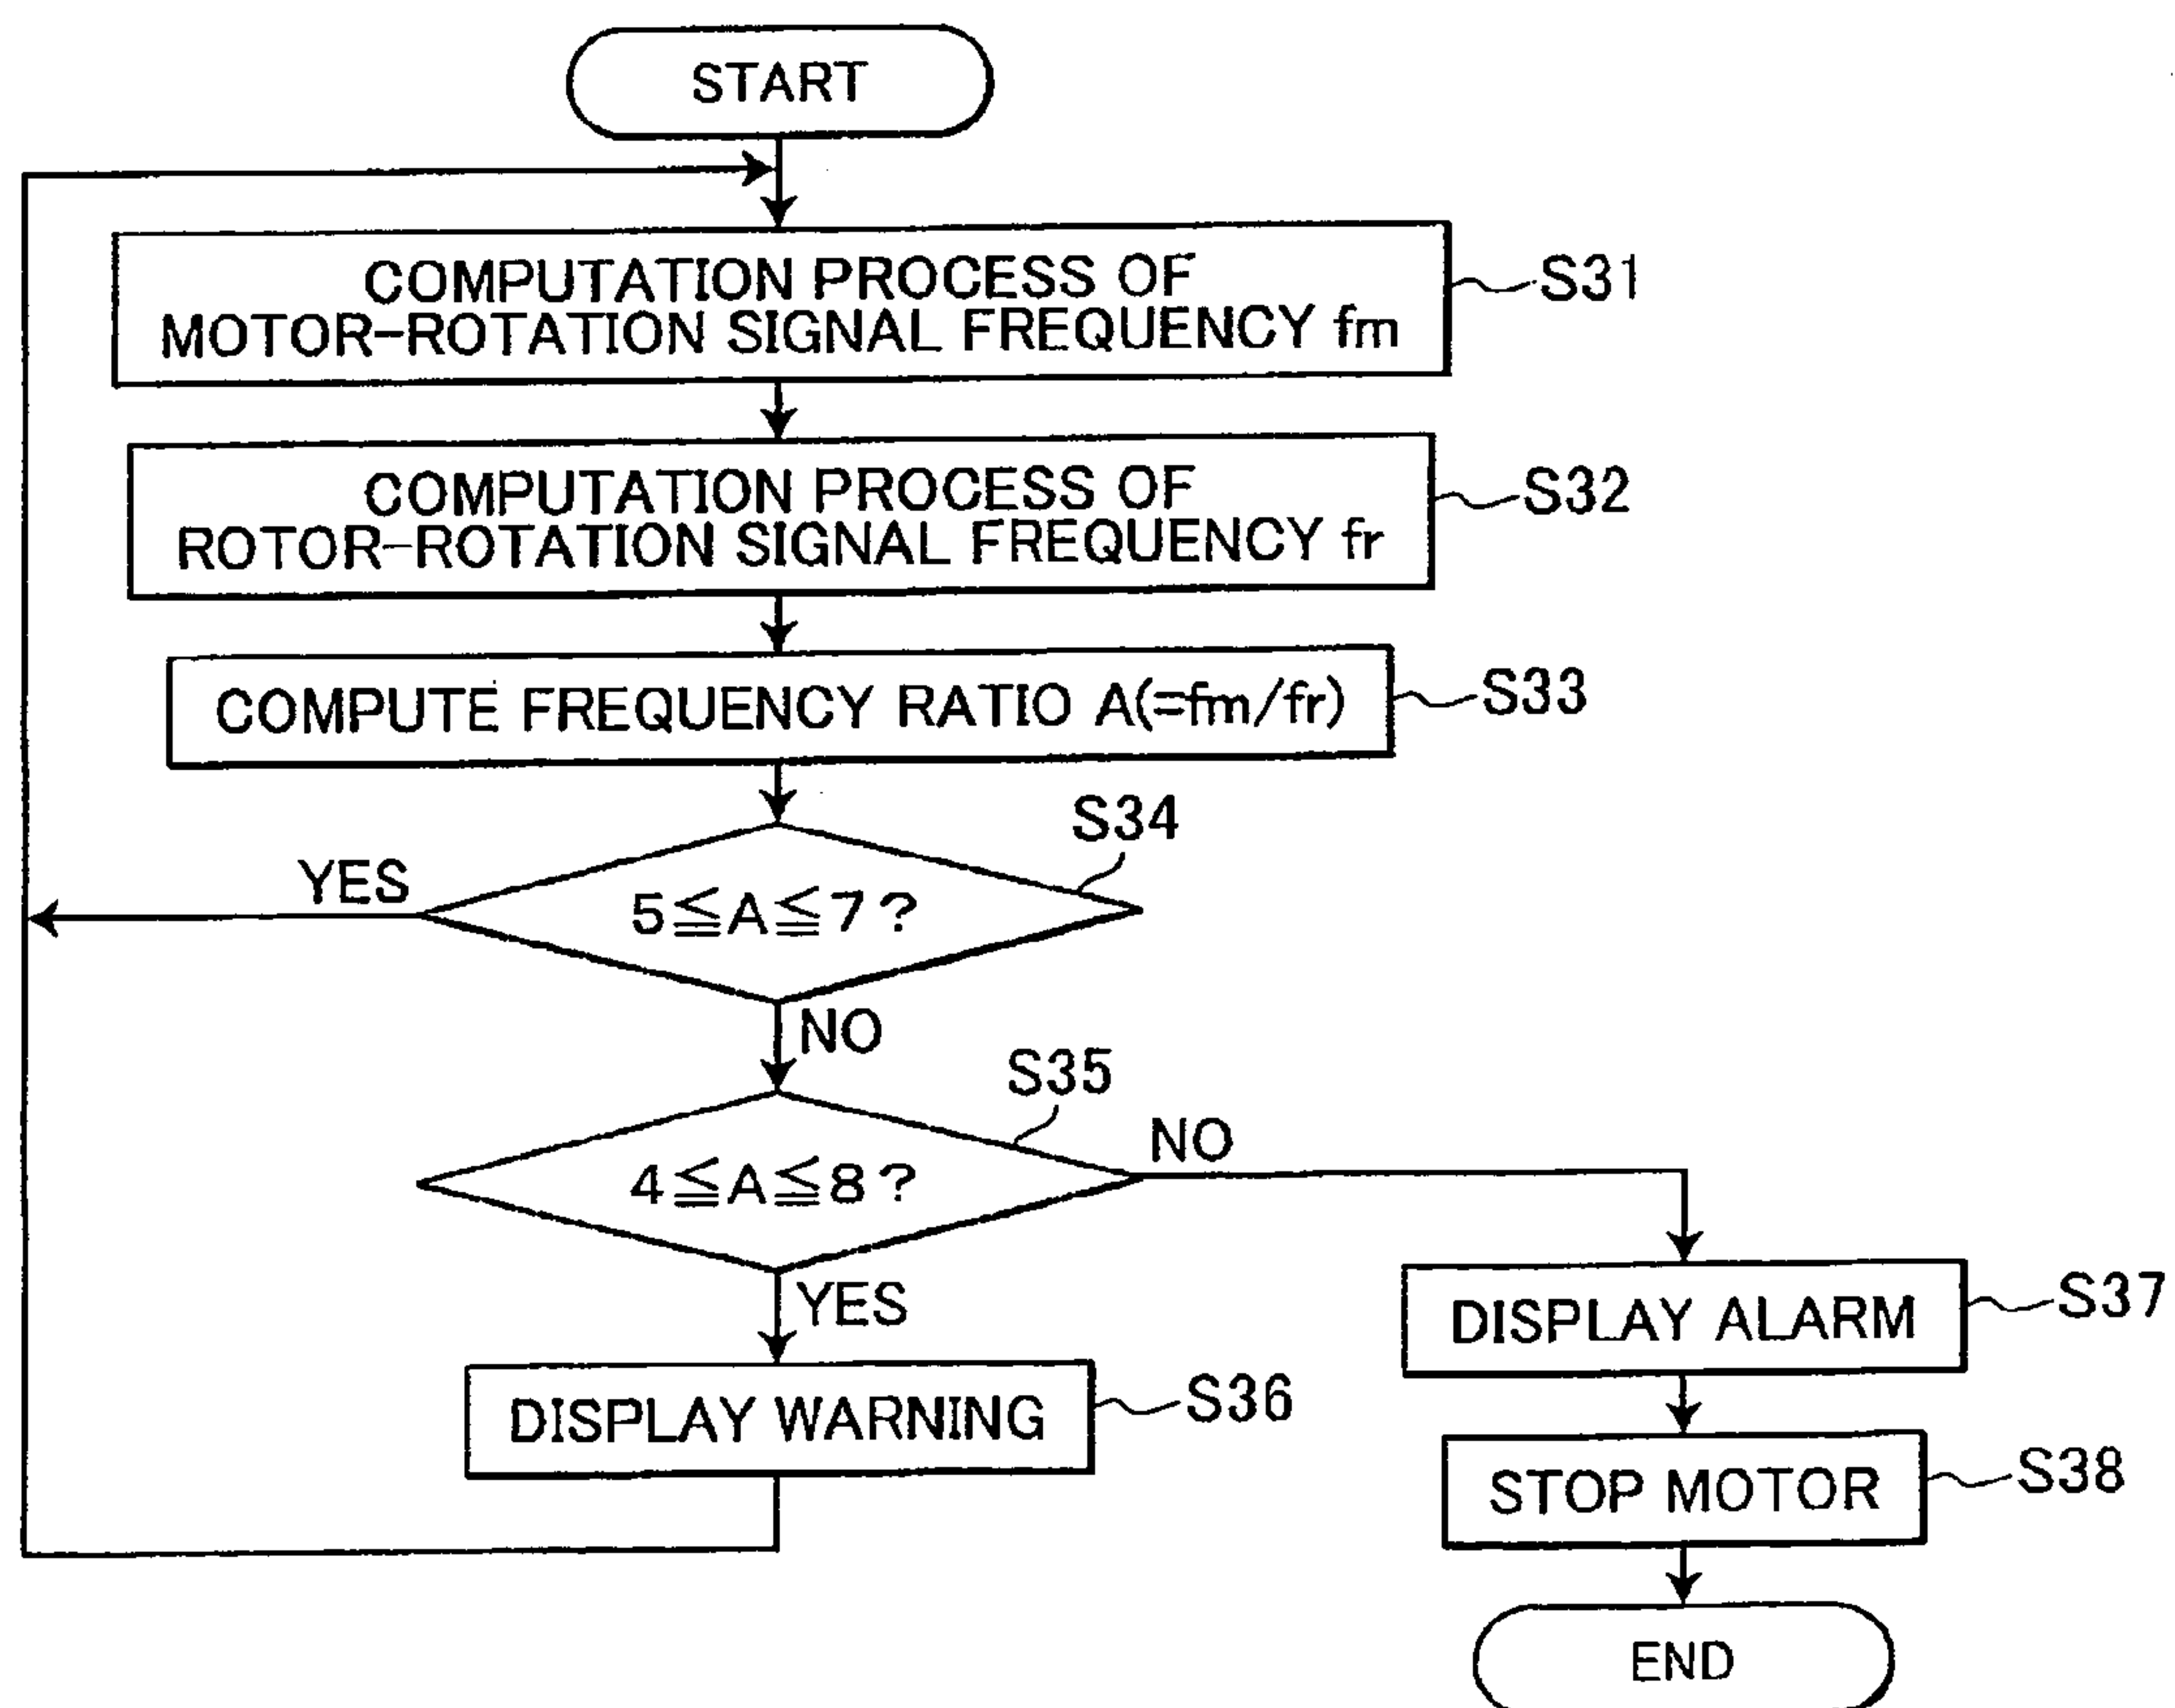 START
COMPUTATION PROCESS OF
MOTOR-ROTATION SIGNAL FREQUENCY fm
S31
COMPUTATION PROCESS OF
ROTOR-ROTATION SIGNAL FREQUENCY fr
S32
COMPUTE FREQUENCY RATIO A(=fm/fr)
S33
S34
YES
5≦A≦7?
NO
S35
NO
4≦A≦8?
YES
DISPLAY WARNING
S36
DISPLAY ALARM
S37
STOP MOTOR
S38
END